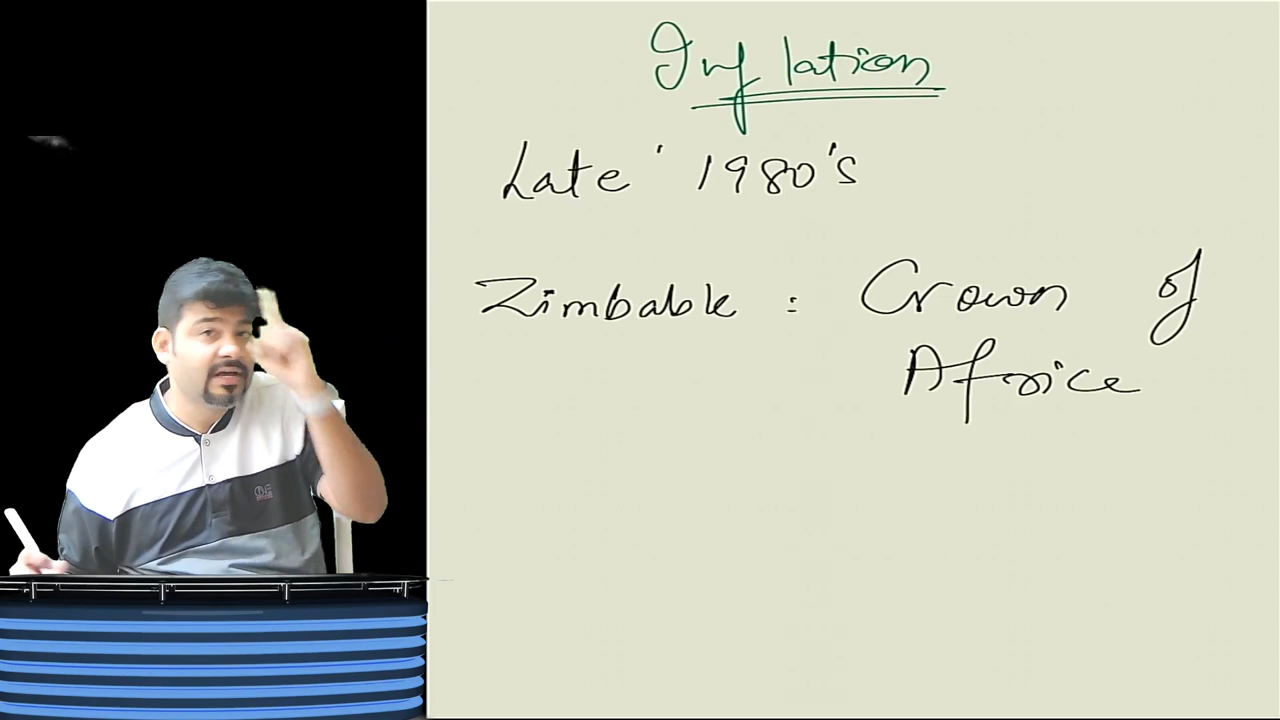 Inflation
Late ' 1980's
Zimbable : Crown of
Africe